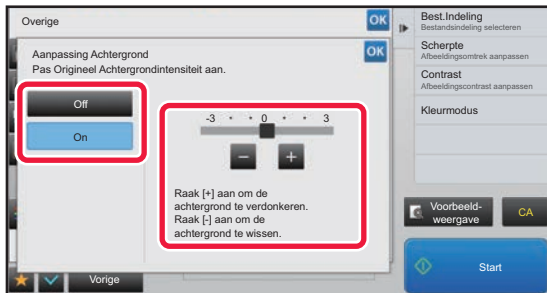 Overige
OK
Aanpassing Achtergrond
Pas Origineel Achtergrondintensiteit aan.
OK
Off
On
-3 • • 0 • • 3
− +
Raak [+] aan om de
achtergrond te verdonkeren.
Raak [-] aan om de
achtergrond te wissen.
Vorige
Best.Indeling
Bestandsindeling selecteren
Scherpte
Afbeeldingsomtrek aanpassen
Contrast
Afbeeldingscontrast aanpassen
Kleurmodus
Voorbeeld-
weergave
CA
Start